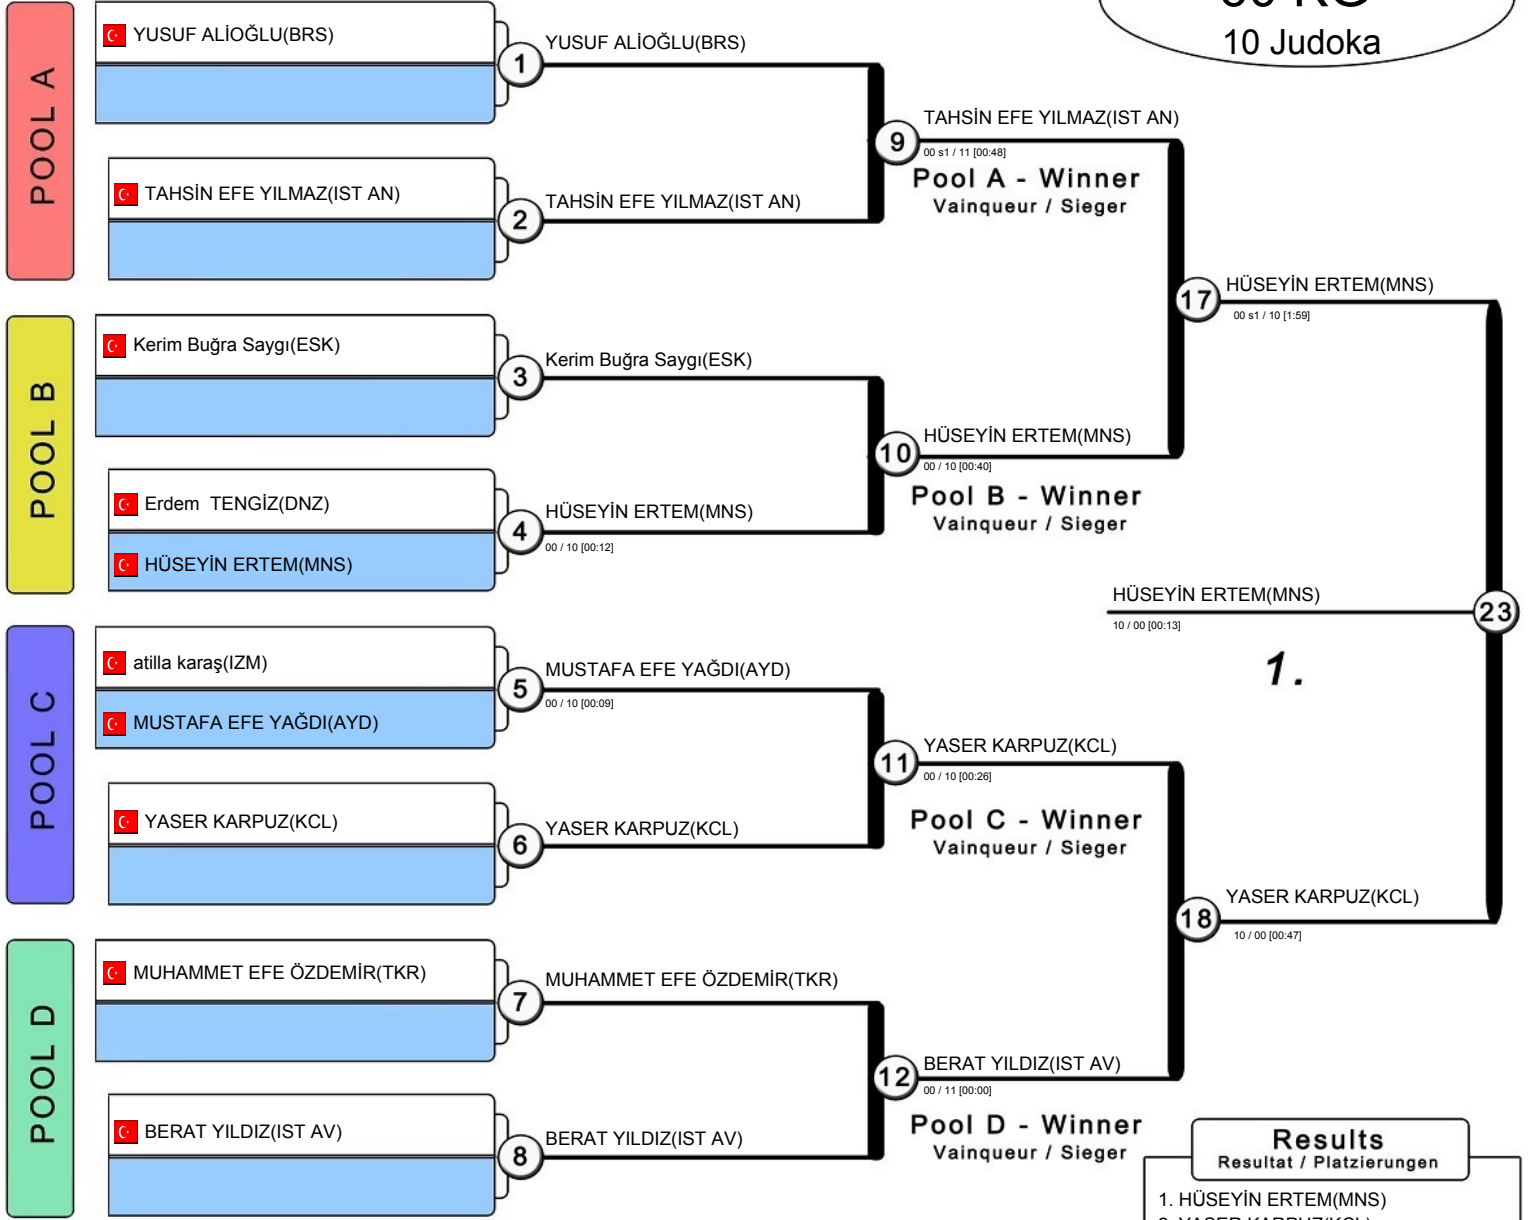 10 Judoka
POOL A
YUSUF ALİOĞLU(BRS)
1
YUSUF ALİOĞLU(BRS)
TAHSİN EFE YILMAZ(IST AN)
2
TAHSİN EFE YILMAZ(IST AN)
9
TAHSİN EFE YILMAZ(IST AN)
00 s1 / 11 [00:48]
Pool A - Winner
Vainqueur / Sieger
POOL B
Kerim Buğra Saygı(ESK)
3
Kerim Buğra Saygı(ESK)
Erdem  TENGİZ(DNZ)
HÜSEYİN ERTEM(MNS)
4
HÜSEYİN ERTEM(MNS)
00 / 10 [00:12]
10
HÜSEYİN ERTEM(MNS)
00 / 10 [00:40]
Pool B - Winner
Vainqueur / Sieger
17
HÜSEYİN ERTEM(MNS)
00 s1 / 10 [1:59]
POOL C
atilla karaş(IZM)
MUSTAFA EFE YAĞDI(AYD)
5
MUSTAFA EFE YAĞDI(AYD)
00 / 10 [00:09]
YASER KARPUZ(KCL)
6
YASER KARPUZ(KCL)
11
YASER KARPUZ(KCL)
00 / 10 [00:26]
Pool C - Winner
Vainqueur / Sieger
POOL D
MUHAMMET EFE ÖZDEMİR(TKR)
7
MUHAMMET EFE ÖZDEMİR(TKR)
BERAT YILDIZ(IST AV)
8
BERAT YILDIZ(IST AV)
12
BERAT YILDIZ(IST AV)
00 / 11 [00:00]
Pool D - Winner
Vainqueur / Sieger
18
YASER KARPUZ(KCL)
10 / 00 [00:47]
23
HÜSEYİN ERTEM(MNS)
10 / 00 [00:13]
1.
Results
Resultat / Platzierungen
1. HÜSEYİN ERTEM(MNS)
2. YASER KARPUZ(KCL)